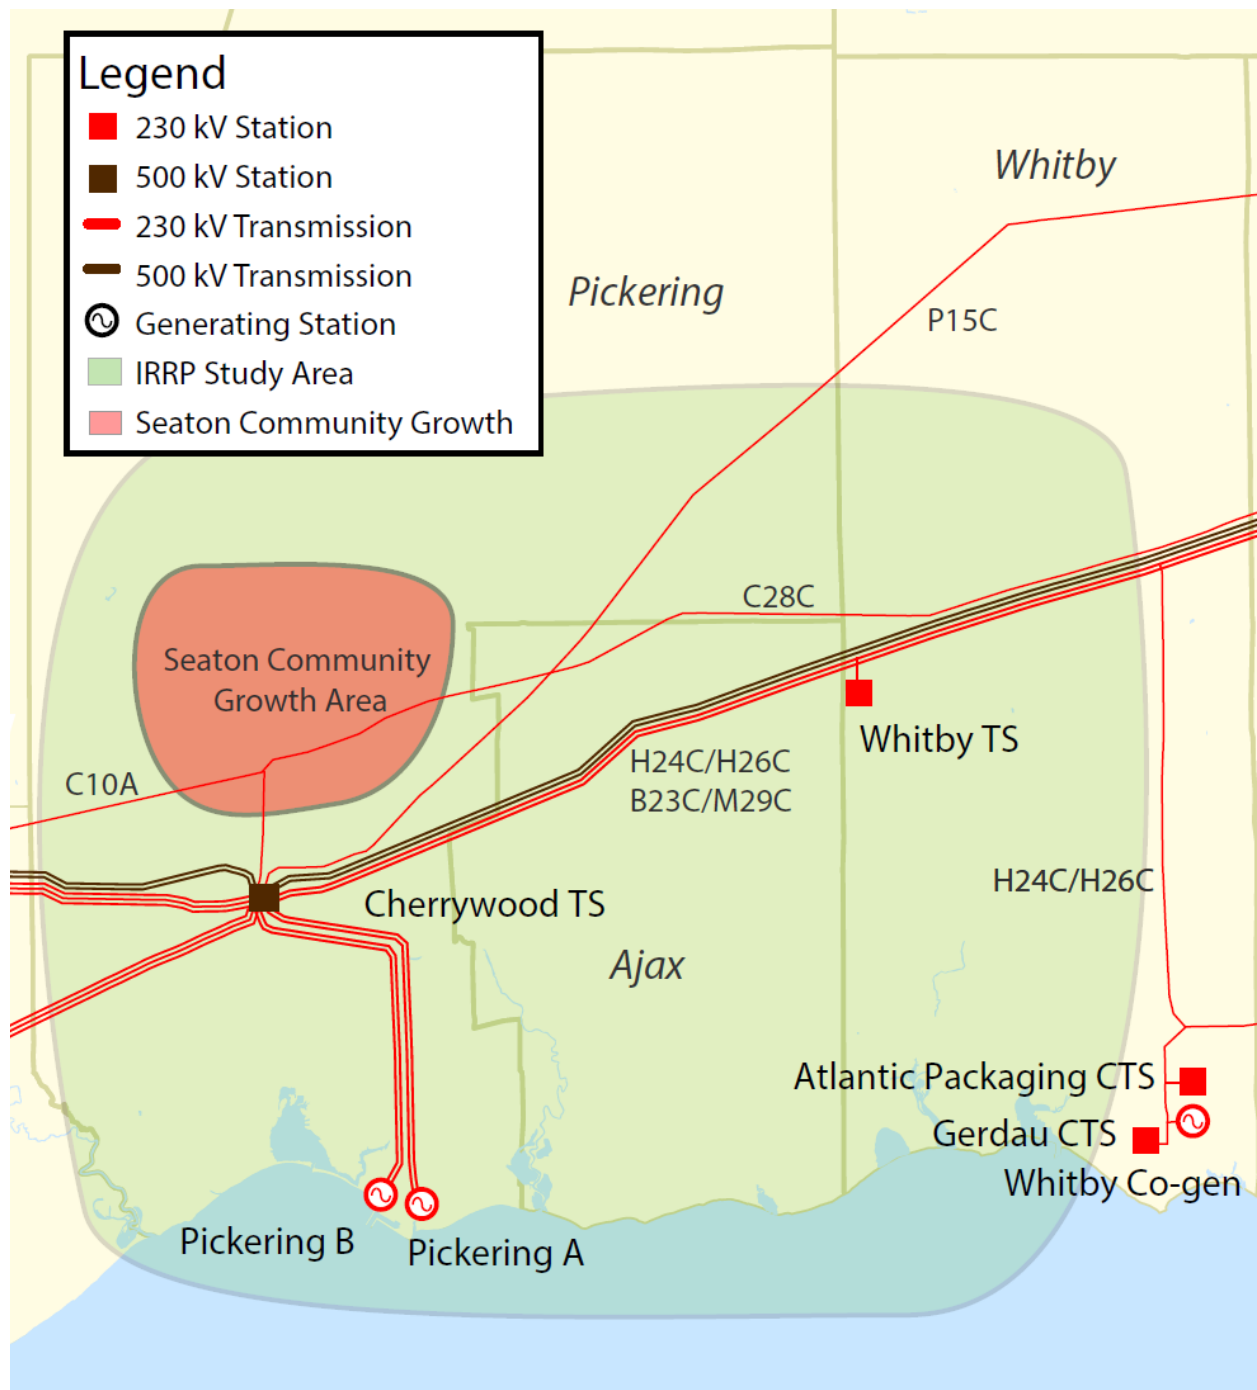 Legend
230 kV Station
500 kV Station
230 kV Transmission
500 kV Transmission
Generating Station
IRRP Study Area
Seaton Community Growth
Whitby
Pickering
P15C
C28C
Seaton Community
Growth Area
C10A
Whitby TS
H24C/H26C
B23C/M29C
H24C/H26C
Cherrywood TS
Ajax
Atlantic Packaging CTS
Gerdau CTS
Whitby Co-gen
Pickering B
Pickering A